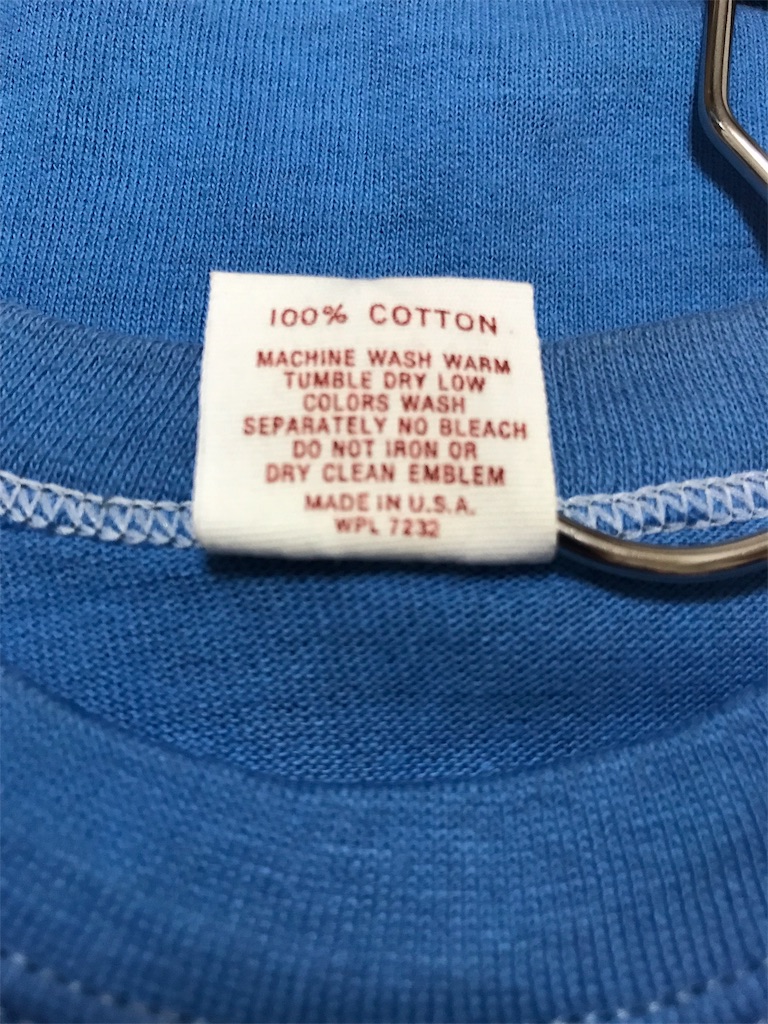 100% COTTON
MACHINE WASH WARM
TUMBLE DRY LOW
COLORS WASH
SEPARATELY NO BLEACH
DO NOT IRON OR
DRY CLEAN EMBLEM
MADE IN U.S.A.
WPL 7232